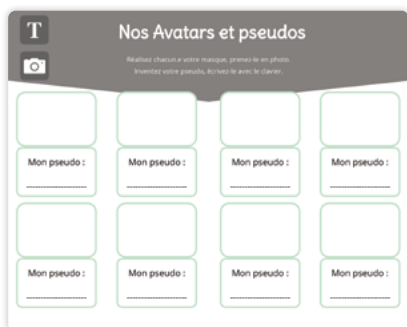 T
Nos Avatars et pseudos
Réalisez chacun.e votre masque, prenez-le en photo.
Inventez votre pseudo, écrivez-le avec le clavier.
Mon pseudo : Mon pseudo : Mon pseudo : Mon pseudo :
Mon pseudo : Mon pseudo : Mon pseudo : Mon pseudo :